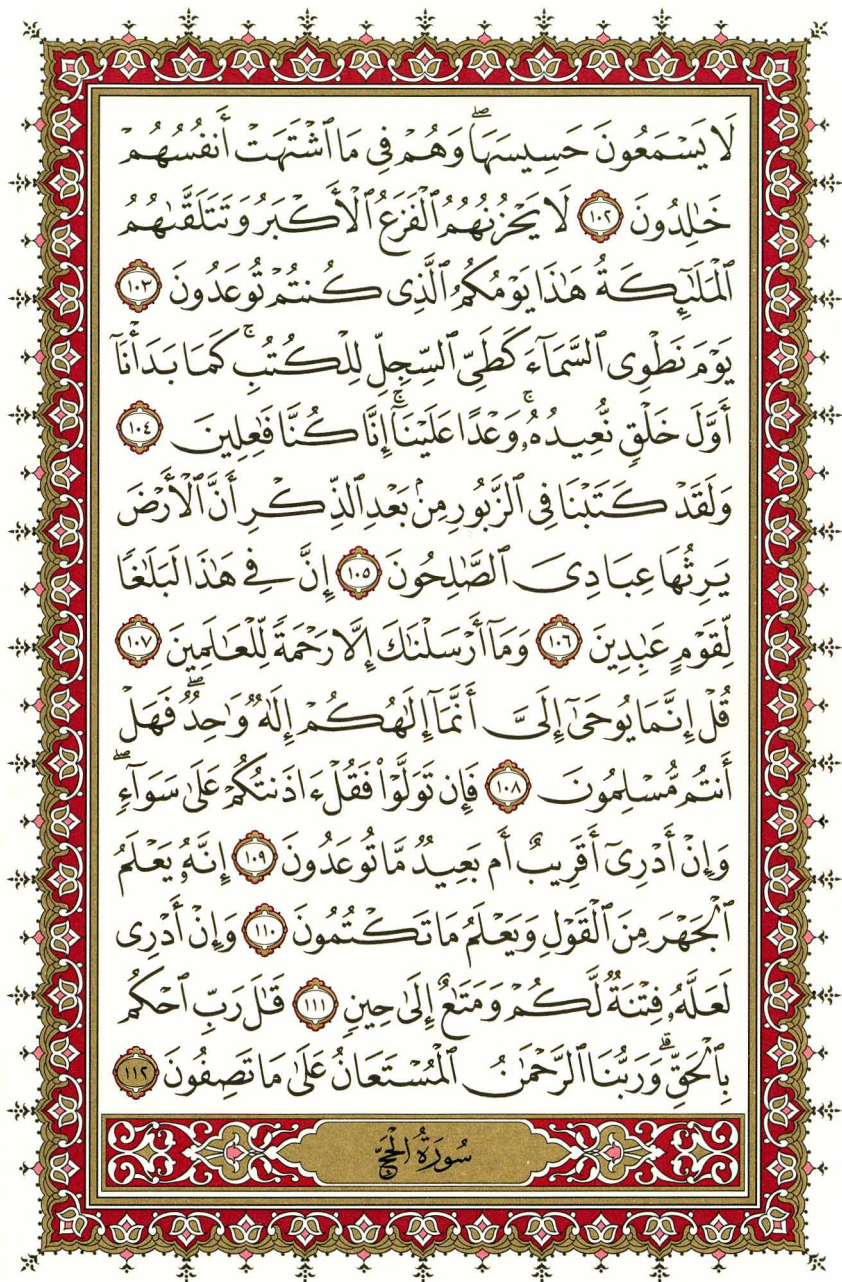 لَا يَسْمَعُونَ حَسِيسَهَا ۖ وَهُمْ فِى مَا ٱشْتَهَتْ أَنفُسُهُمْ
خَٰلِدُونَ ١٠٢ لَا يَحْزُنُهُمُ ٱلْفَزَعُ ٱلْأَكْبَرُ وَتَتَلَقَّىٰهُمُ
ٱلْمَلَٰٓئِكَةُ هَٰذَا يَوْمُكُمُ ٱلَّذِى كُنتُمْ تُوعَدُونَ ١٠٣
يَوْمَ نَطْوِى ٱلسَّمَآءَ كَطَىِّ ٱلسِّجِلِّ لِلْكُتُبِ ۚ كَمَا بَدَأْنَآ
أَوَّلَ خَلْقٍ نُّعِيدُهُۥ ۚ وَعْدًا عَلَيْنَآ ۚ إِنَّا كُنَّا فَٰعِلِينَ ١٠٤
وَلَقَدْ كَتَبْنَا فِى ٱلزَّبُورِ مِنۢ بَعْدِ ٱلذِّكْرِ أَنَّ ٱلْأَرْضَ
يَرِثُهَا عِبَادِىَ ٱلصَّٰلِحُونَ ١٠٥ إِنَّ فِى هَٰذَا لَبَلَٰغًا
لِّقَوْمٍ عَٰبِدِينَ ١٠٦ وَمَآ أَرْسَلْنَٰكَ إِلَّا رَحْمَةً لِّلْعَٰلَمِينَ ١٠٧
قُلْ إِنَّمَا يُوحَىٰٓ إِلَىَّ أَنَّمَآ إِلَٰهُكُمْ إِلَٰهٌ وَٰحِدٌ ۖ فَهَلْ
أَنتُم مُّسْلِمُونَ ١٠٨ فَإِن تَوَلَّوْا۟ فَقُلْ ءَاذَنتُكُمْ عَلَىٰ سَوَآءٍ ۖ
وَإِنْ أَدْرِىٓ أَقَرِيبٌ أَم بَعِيدٌ مَّا تُوعَدُونَ ١٠٩ إِنَّهُۥ يَعْلَمُ
ٱلْجَهْرَ مِنَ ٱلْقَوْلِ وَيَعْلَمُ مَا تَكْتُمُونَ ١١٠ وَإِنْ أَدْرِى
لَعَلَّهُۥ فِتْنَةٌ لَّكُمْ وَمَتَٰعٌ إِلَىٰ حِينٍ ١١١ قَٰلَ رَبِّ ٱحْكُم
بِٱلْحَقِّ ۗ وَرَبُّنَا ٱلرَّحْمَٰنُ ٱلْمُسْتَعَانُ عَلَىٰ مَا تَصِفُونَ ١١٢
سُورَةُ الْحَجِّ